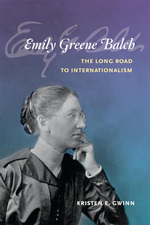 Emily Greene Balch
THE LONG ROAD
TO INTERNATIONALISM
KRISTEN E. GWINN